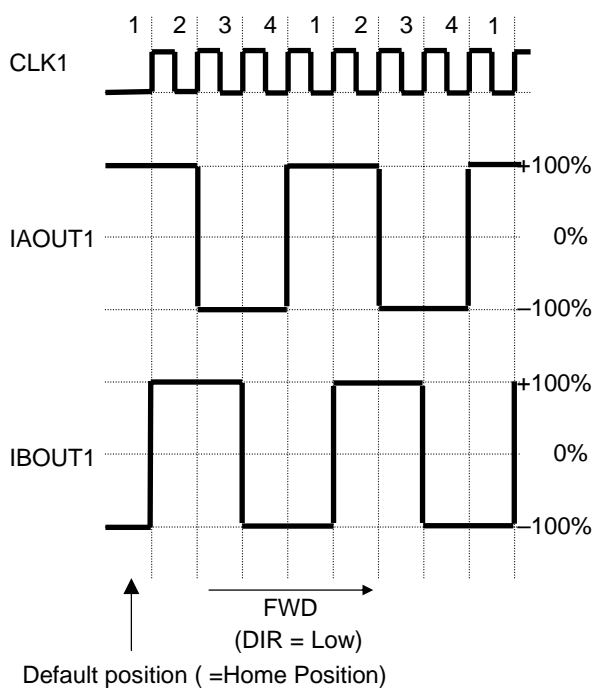 1 2 3 4 1 2 3 4 1
CLK1
+100%
IAOUT1
0%
–100%
+100%
IBOUT1
0%
–100%
FWD
(DIR = Low)
Default position ( =Home Position)